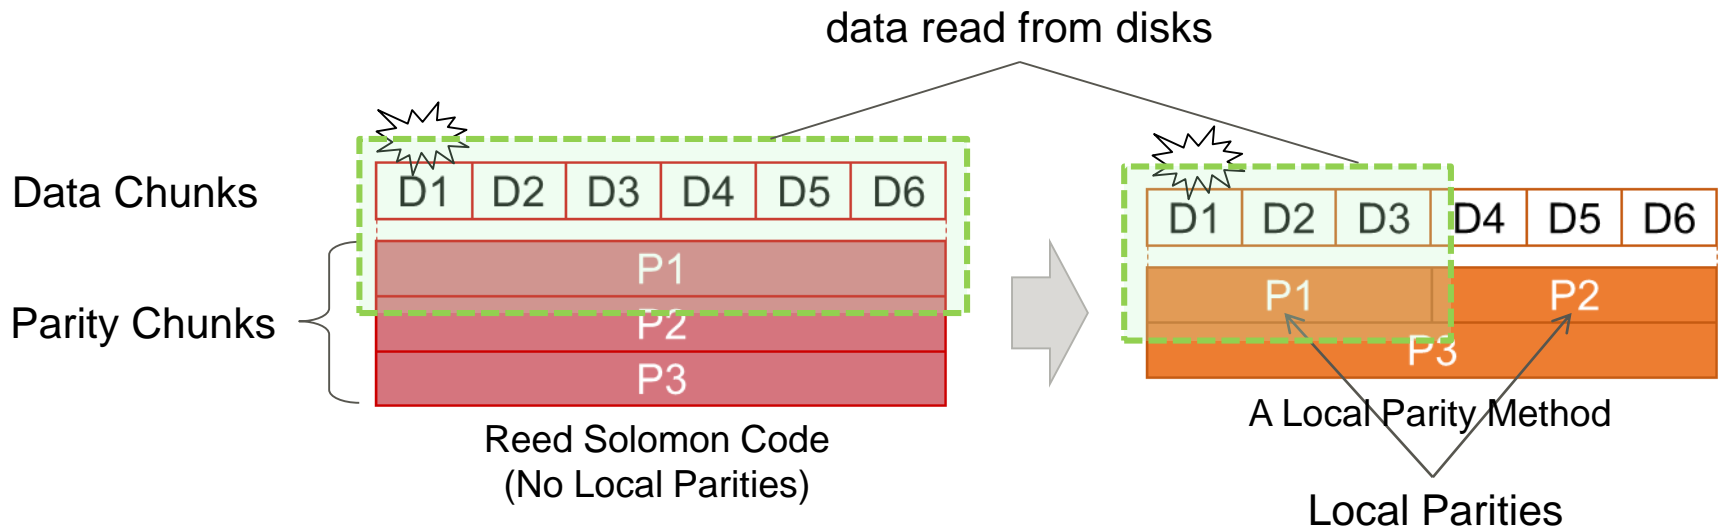 data read from disks
Data Chunks
D1 D2 D3 D4 D5 D6
P1
Parity Chunks
P2
P3
Reed Solomon Code
(No Local Parities)
D1 D2 D3 D4 D5 D6
P1 P2
P3
A Local Parity Method
Local Parities